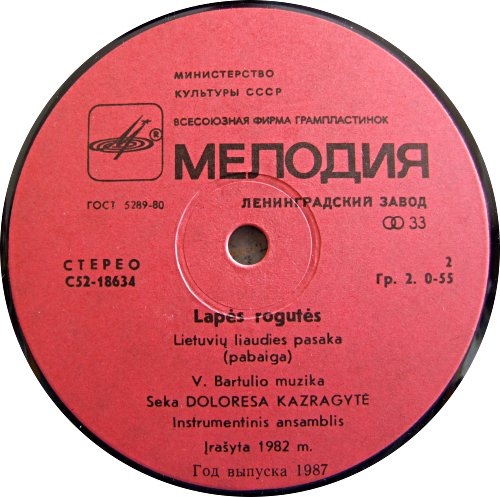 МИНИСТЕРСТВО
КУЛЬТУРЫ СССР
ВСЕСОЮЗНАЯ ФИРМА ГРАМПЛАСТИНОК
МЕЛОДИЯ
ГОСТ 5289-80
ЛЕНИНГРАДСКИЙ ЗАВОД
33
СТЕРЕО
С52-18634
2
Гр. 2. 0-55
Lapės rogutės
Lietuvių liaudies pasaka
(pabaiga)
V. Bartulio muzika
Seka DOLORESA KAZRAGYTĖ
Instrumentinis ansamblis
Įrašyta 1982 m.
Год выпуска 1987